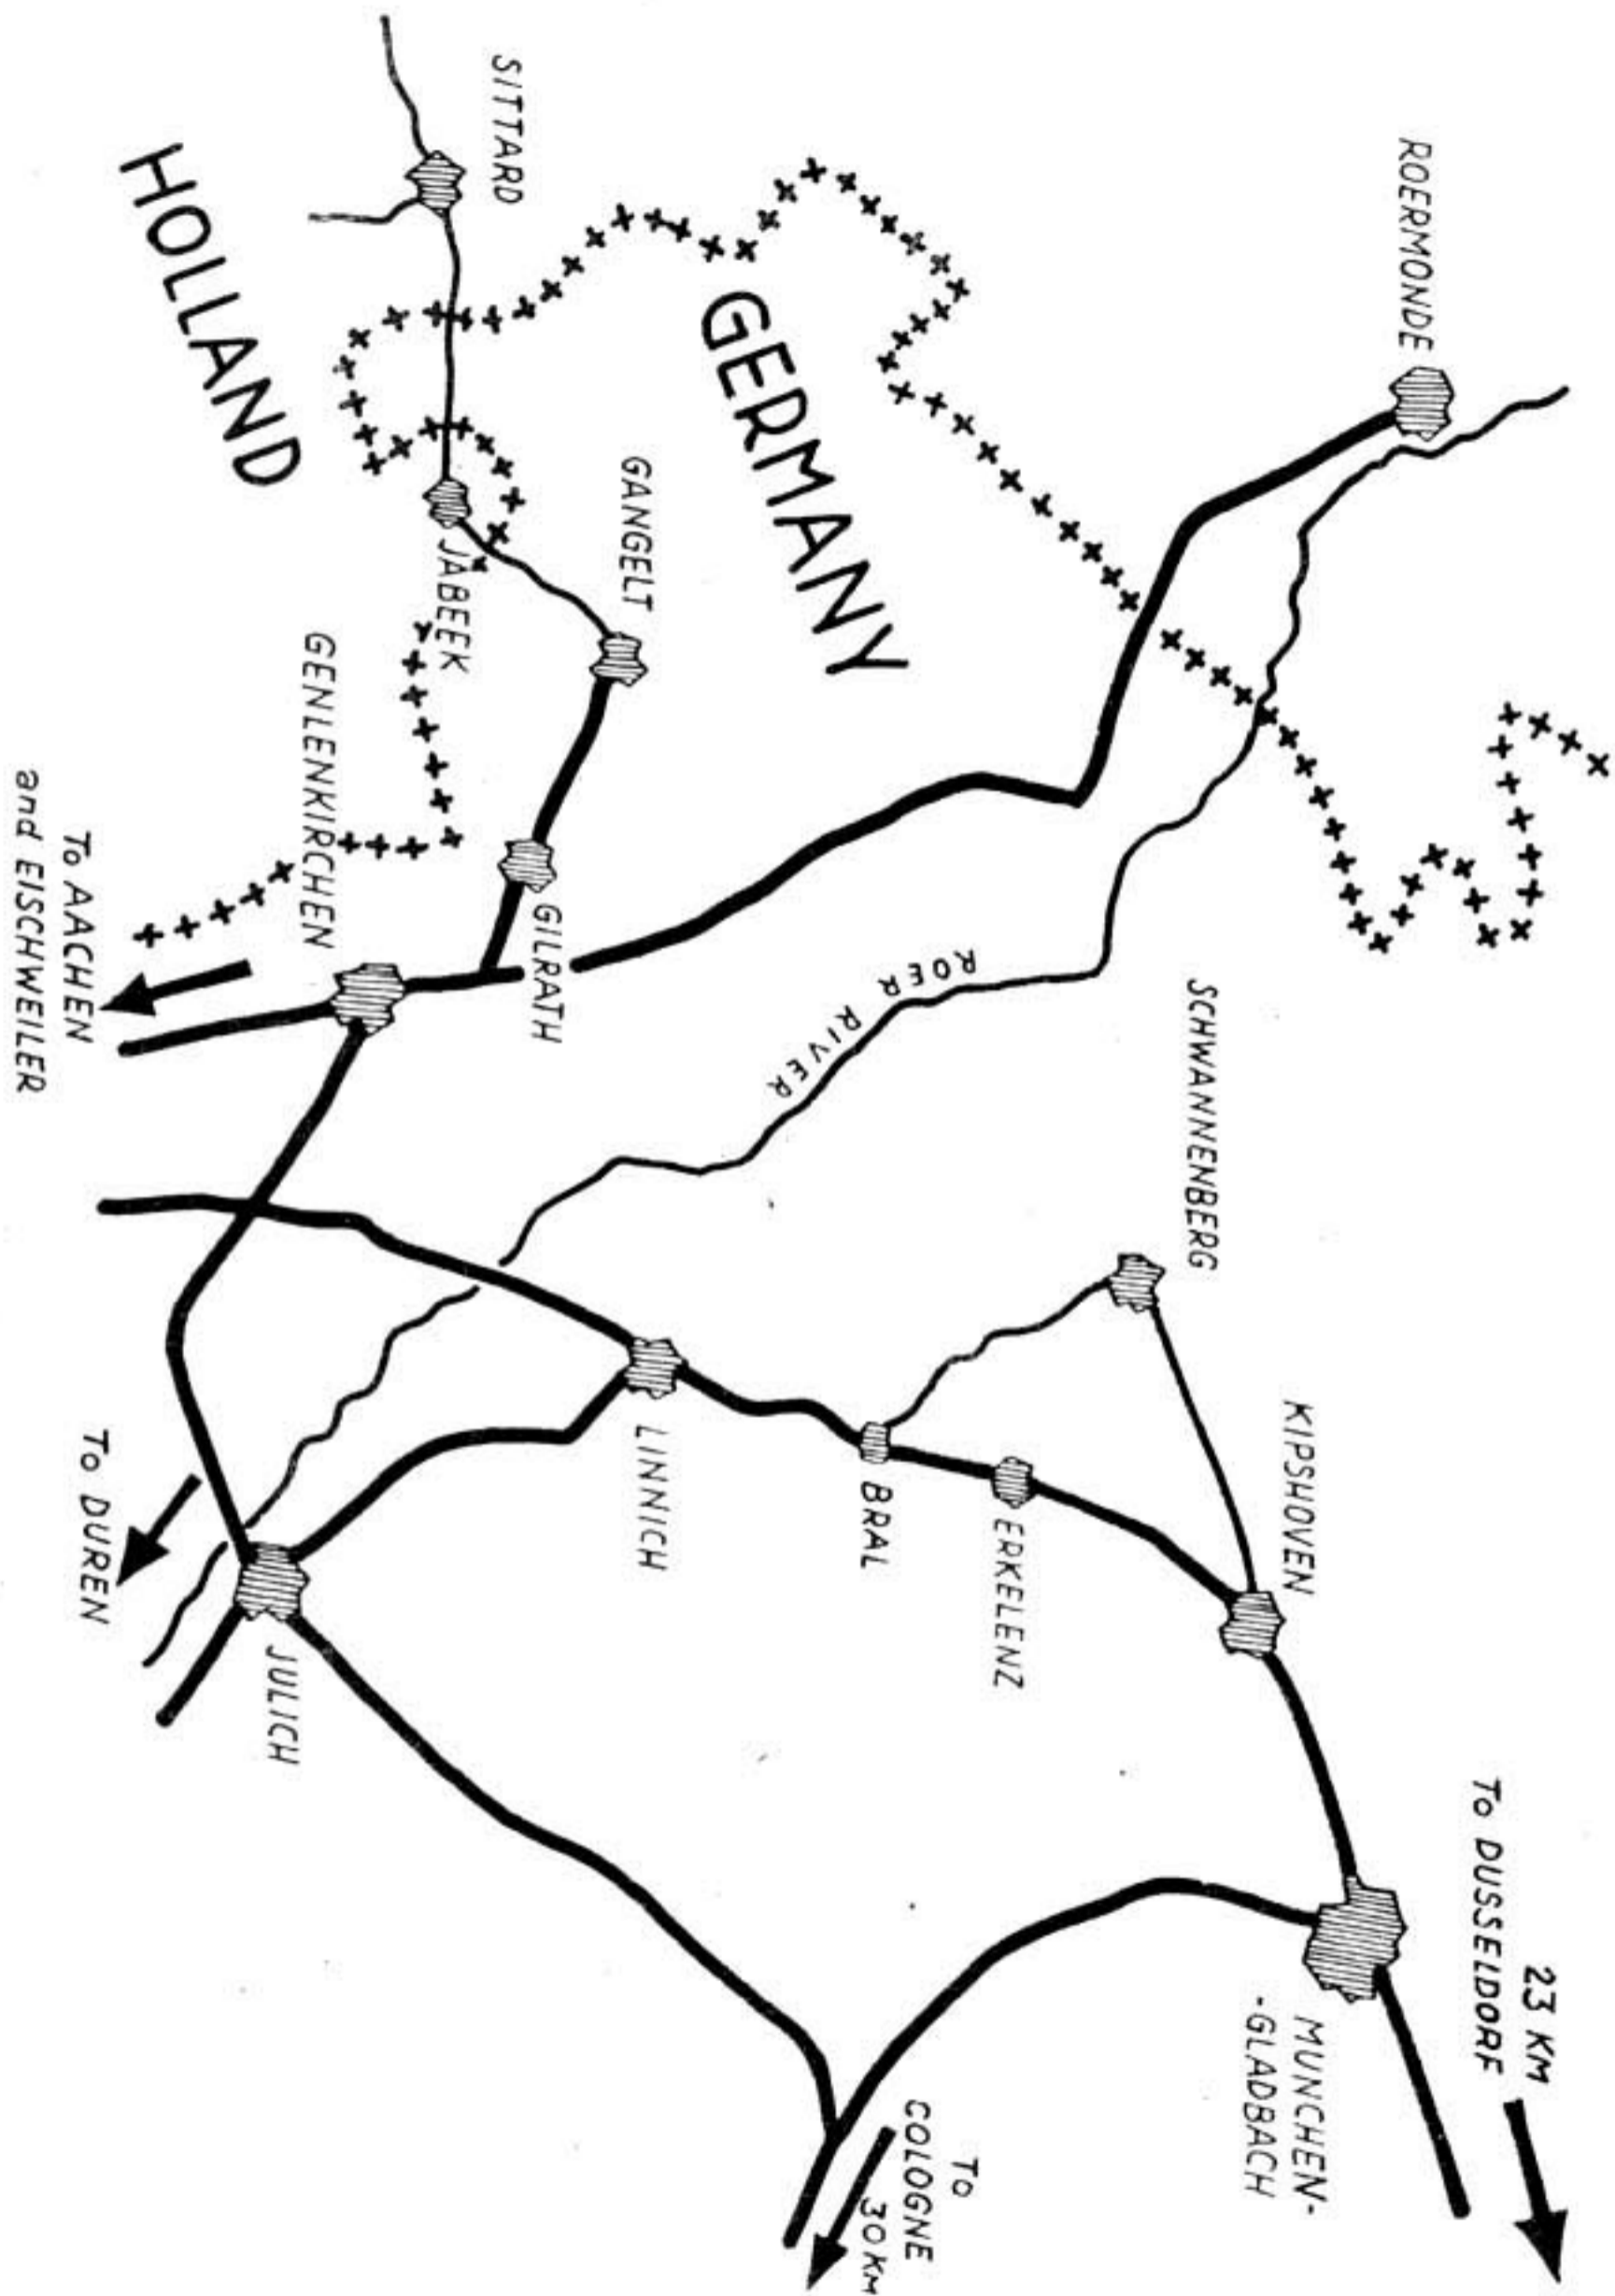 ROERMONDE
SITTARD
HOLLAND
GERMANY
GANGELT
JABEEK
GENLENKIRCHEN
GILRATH
To AACHEN
and EISCHWEILER
ROER RIVER
SCHWANNENBERG
KIPSHOVEN
ERKELENZ
BRAL
LINNICH
JULICH
To DUREN
23 KM
To DUSSELDORF
MUNCHEN-
-GLADBACH
To
COLOGNE
30 KM